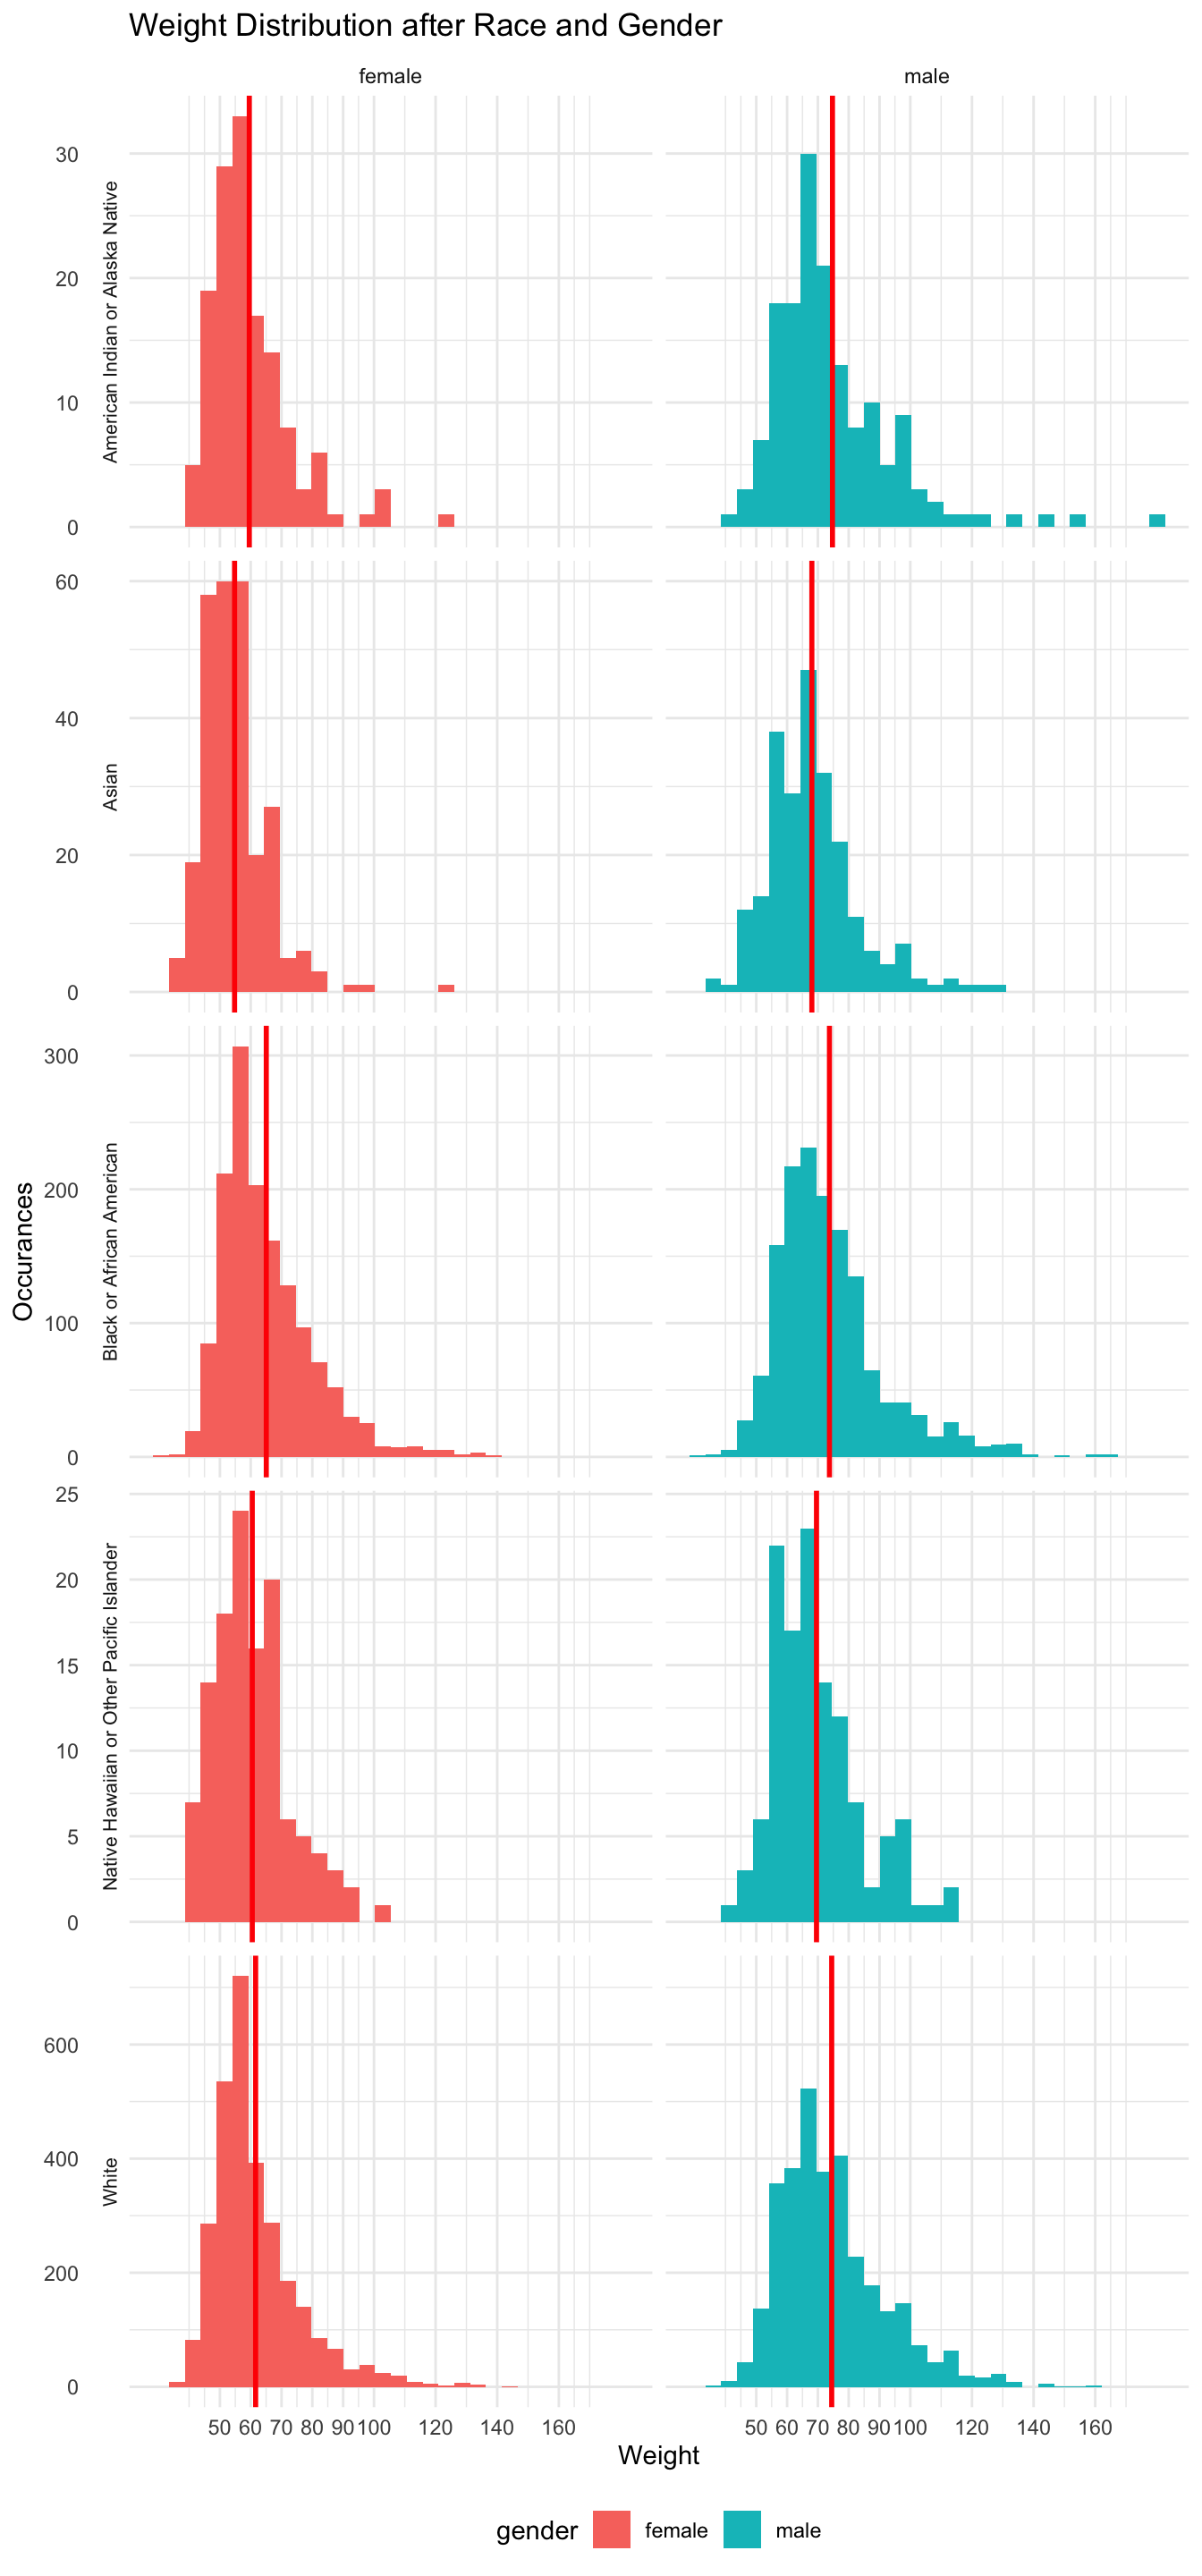 Weight Distribution after Race and Gender
female male
30
20
10
0
American Indian or Alaska Native
60
40
20
0
Asian
300
200
100
0
Black or African American
Occurances
25
20
15
10
5
0
Native Hawaiian or Other Pacific Islander
600
400
200
0
White
50 60 70 80 90 100 120 140 160 50 60 70 80 90 100 120 140 160
Weight
gender female male